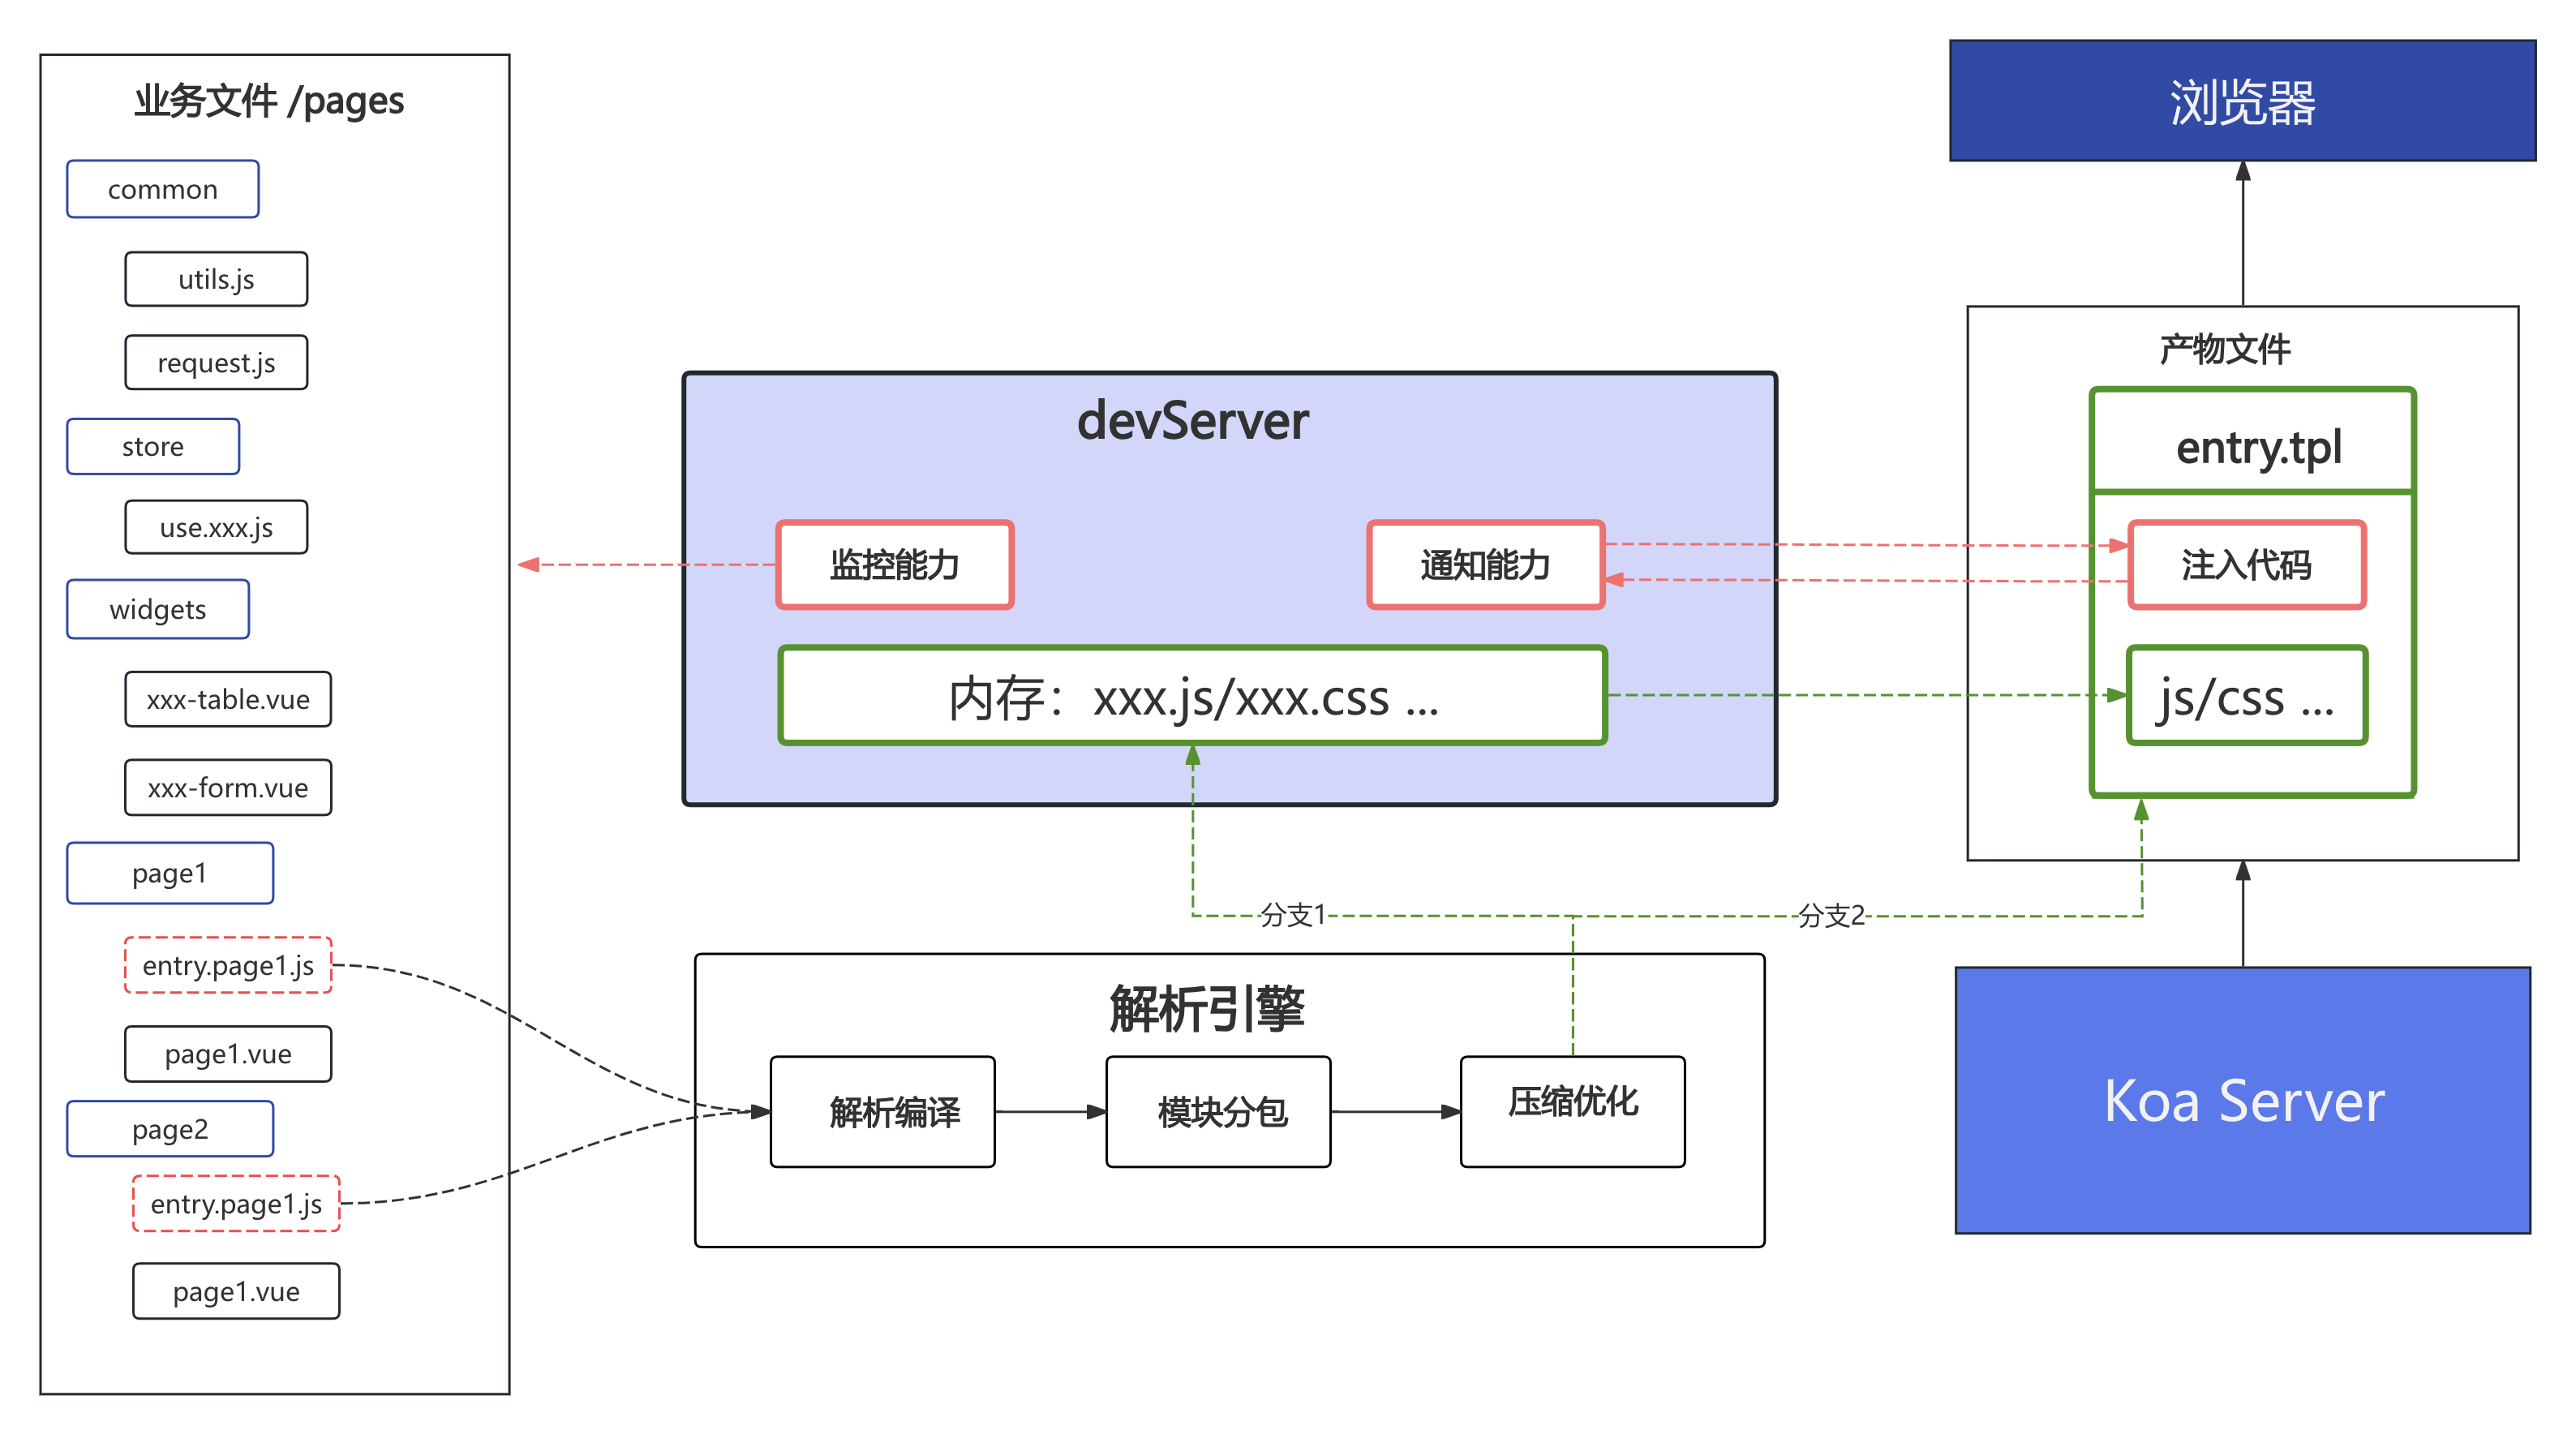 业务文件 /pages
common
utils.js
request.js
store
use.xxx.js
widgets
xxx-table.vue
xxx-form.vue
page1
entry.page1.js
page1.vue
page2
entry.page1.js
page1.vue
devServer
监控能力
通知能力
内存：xxx.js/xxx.css ...
分支1
分支2
解析引擎
解析编译
模块分包
压缩优化
浏览器
产物文件
entry.tpl
注入代码
js/css ...
Koa Server